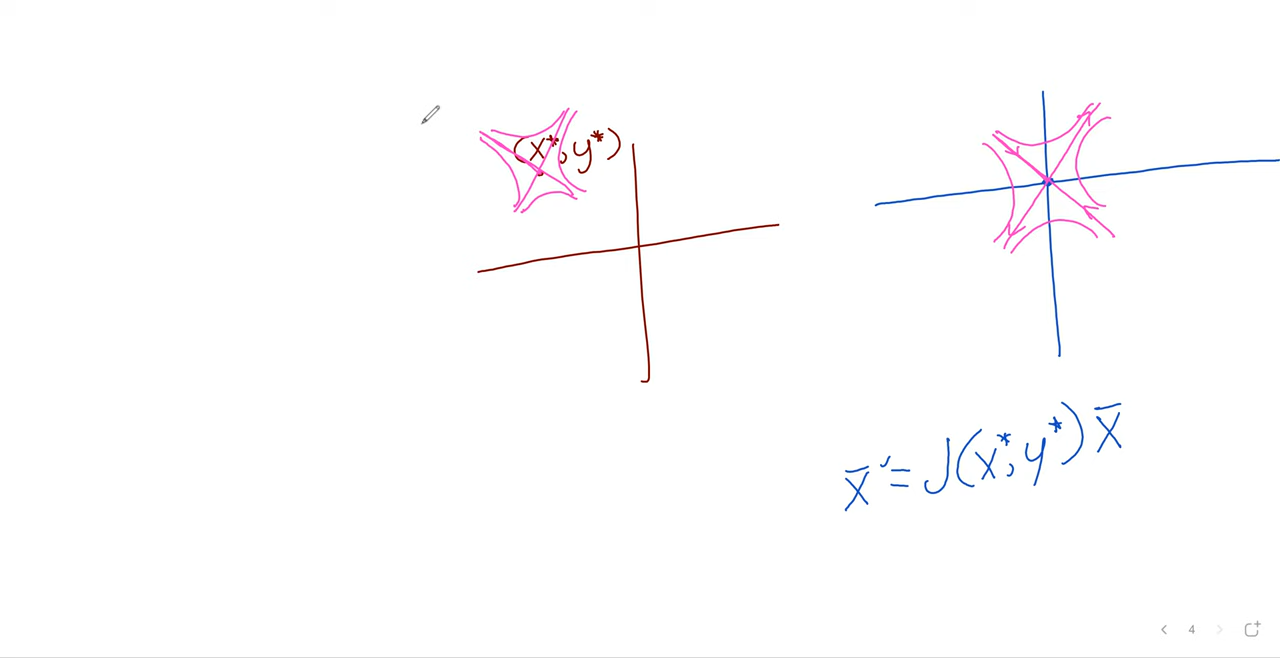 (x*, y*)
x̄' = J(x*, y*) x̄
4